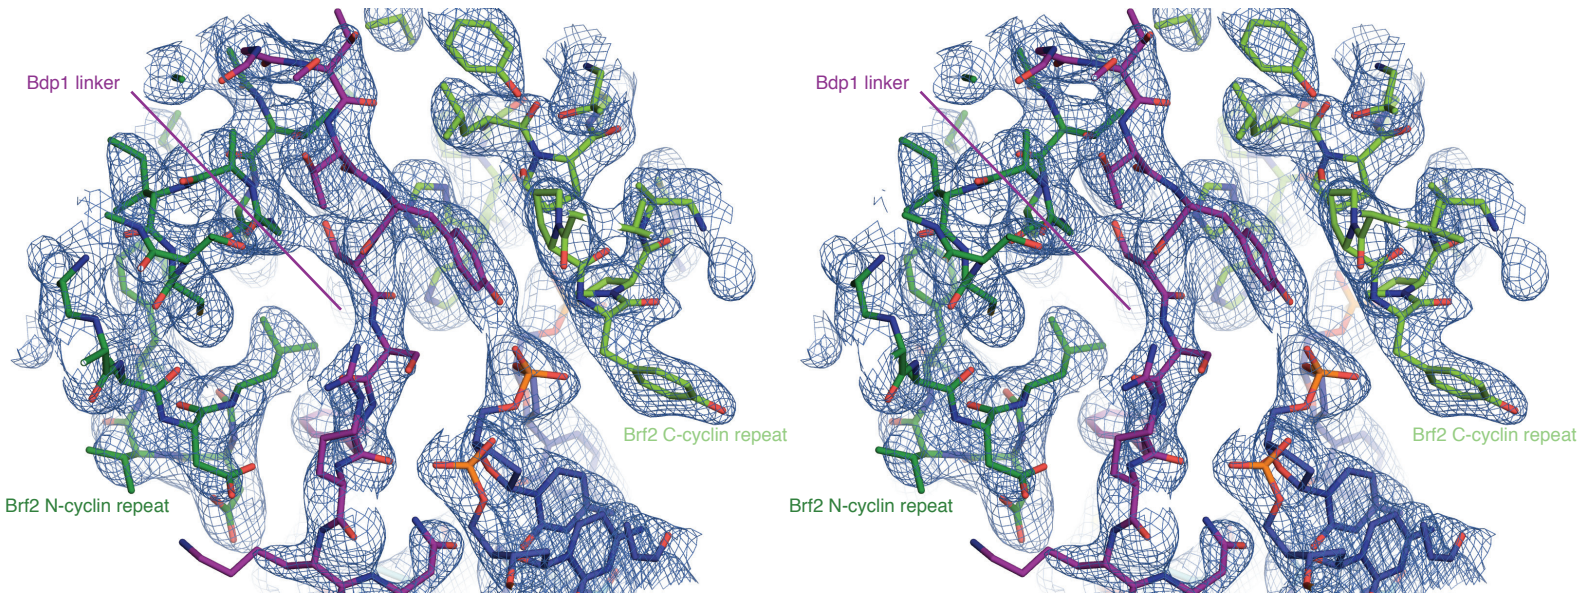 Bdp1 linker
Bdp1 linker
Brf2 C-cyclin repeat
Brf2 C-cyclin repeat
Brf2 N-cyclin repeat
Brf2 N-cyclin repeat